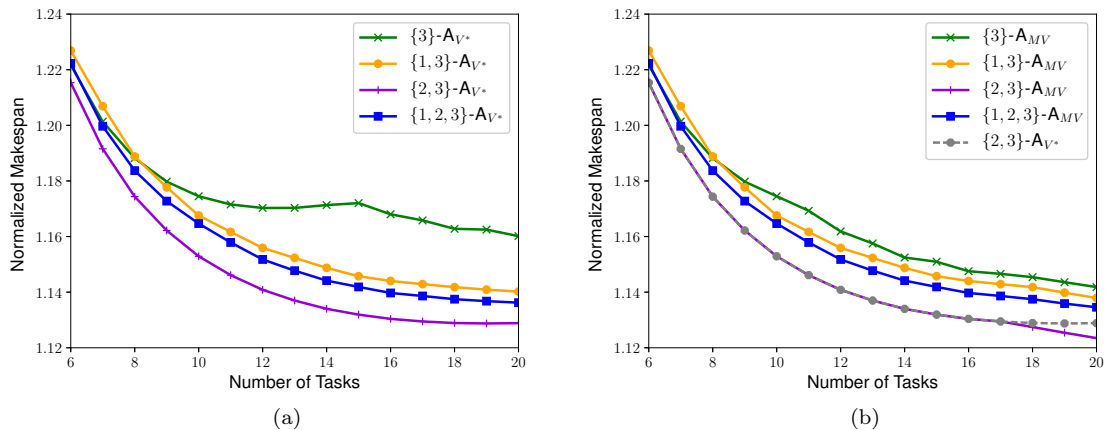 1.24
1.22
1.20
1.18
1.16
1.14
1.12
Normalized Makespan
6 8 10 12 14 16 18 20
Number of Tasks
{3}-A_{V*}
{1, 3}-A_{V*}
{2, 3}-A_{V*}
{1, 2, 3}-A_{V*}
(a)
1.24
1.22
1.20
1.18
1.16
1.14
1.12
Normalized Makespan
6 8 10 12 14 16 18 20
Number of Tasks
{3}-A_{MV}
{1, 3}-A_{MV}
{2, 3}-A_{MV}
{1, 2, 3}-A_{MV}
{2, 3}-A_{V*}
(b)